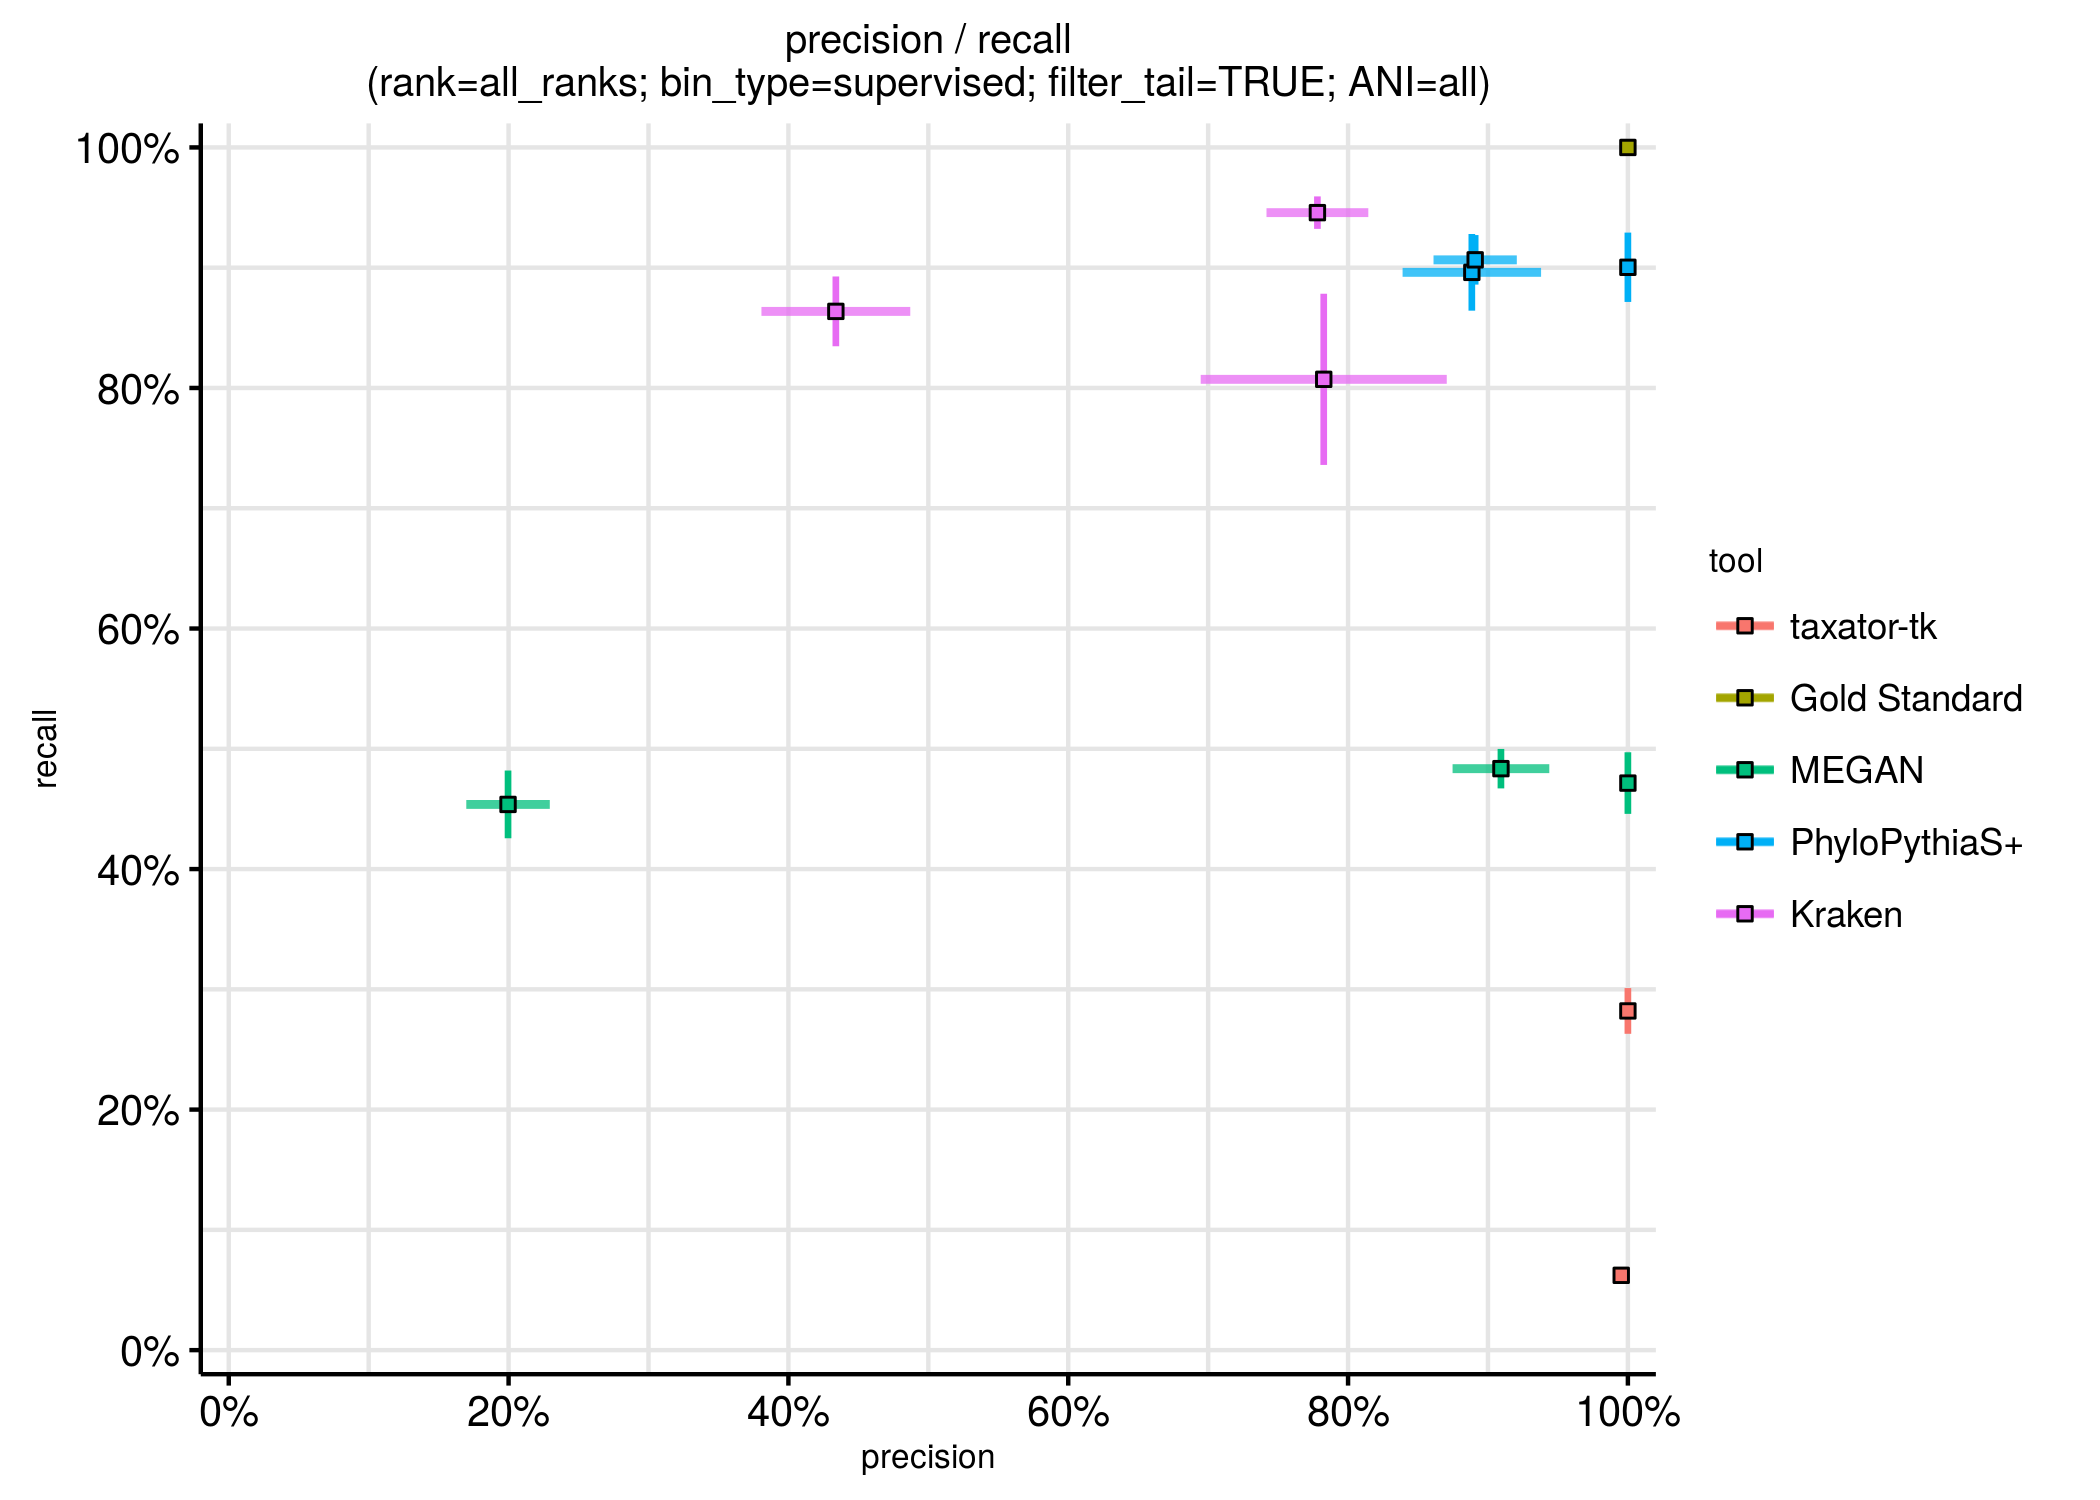 precision / recall
(rank=all_ranks; bin_type=supervised; filter_tail=TRUE; ANI=all)
100%
80%
60%
40%
20%
0%
recall
0%
20%
40%
60%
80%
100%
precision
tool
taxator-tk
Gold Standard
MEGAN
PhyloPythiaS+
Kraken